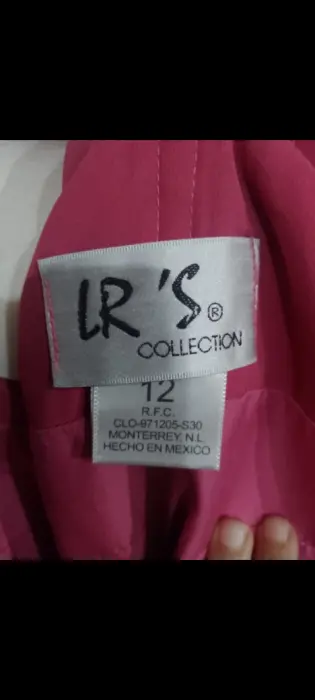 LR'S ®
COLLECTION
12
R.F.C.
CLO-971205-S30
MONTERREY, N.L.
HECHO EN MEXICO